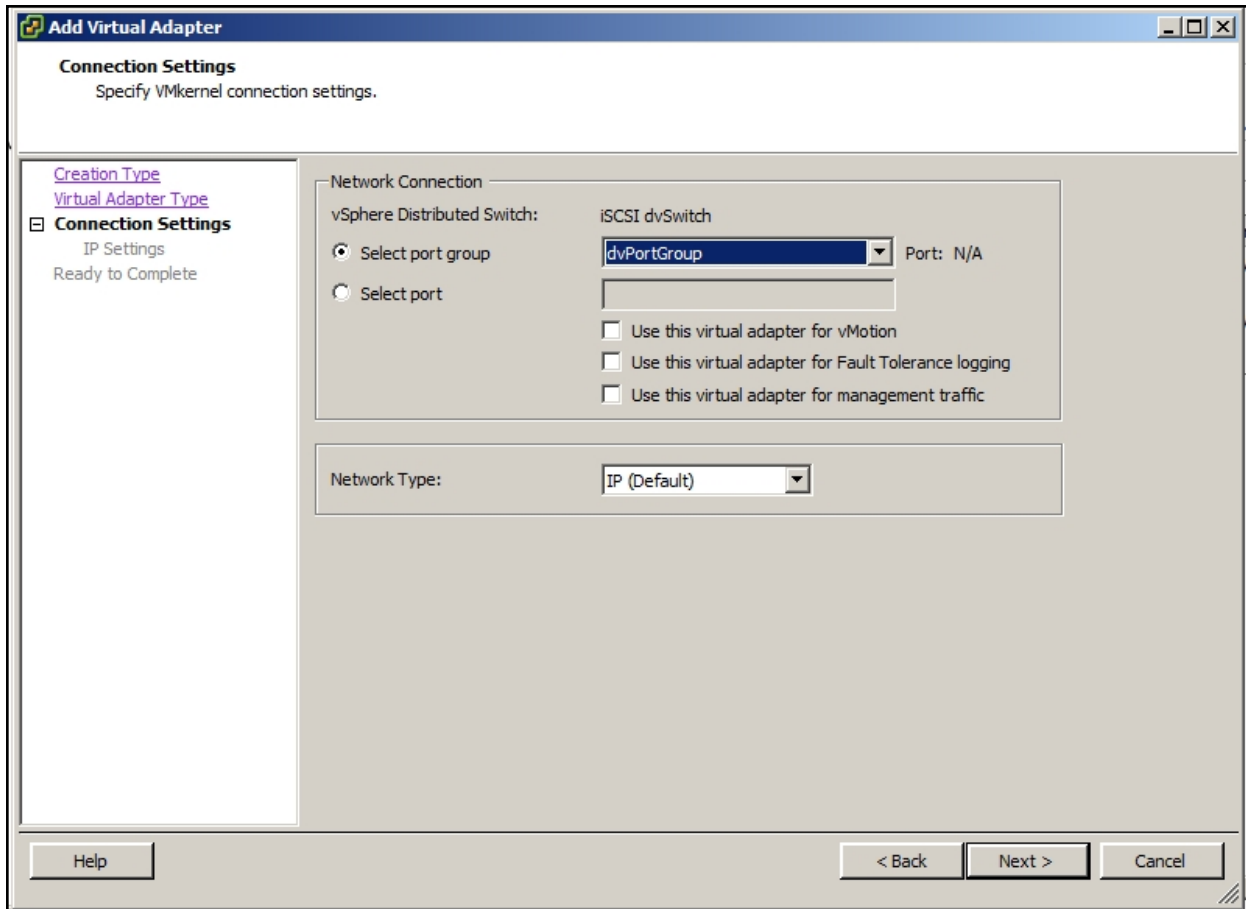 Add Virtual Adapter
Connection Settings
Specify VMkernel connection settings.
Creation Type
Virtual Adapter Type
Connection Settings
IP Settings
Ready to Complete
Network Connection
vSphere Distributed Switch: iSCSI dvSwitch
Select port group dvPortGroup Port: N/A
Select port
Use this virtual adapter for vMotion
Use this virtual adapter for Fault Tolerance logging
Use this virtual adapter for management traffic
Network Type: IP (Default)
Help < Back Next > Cancel